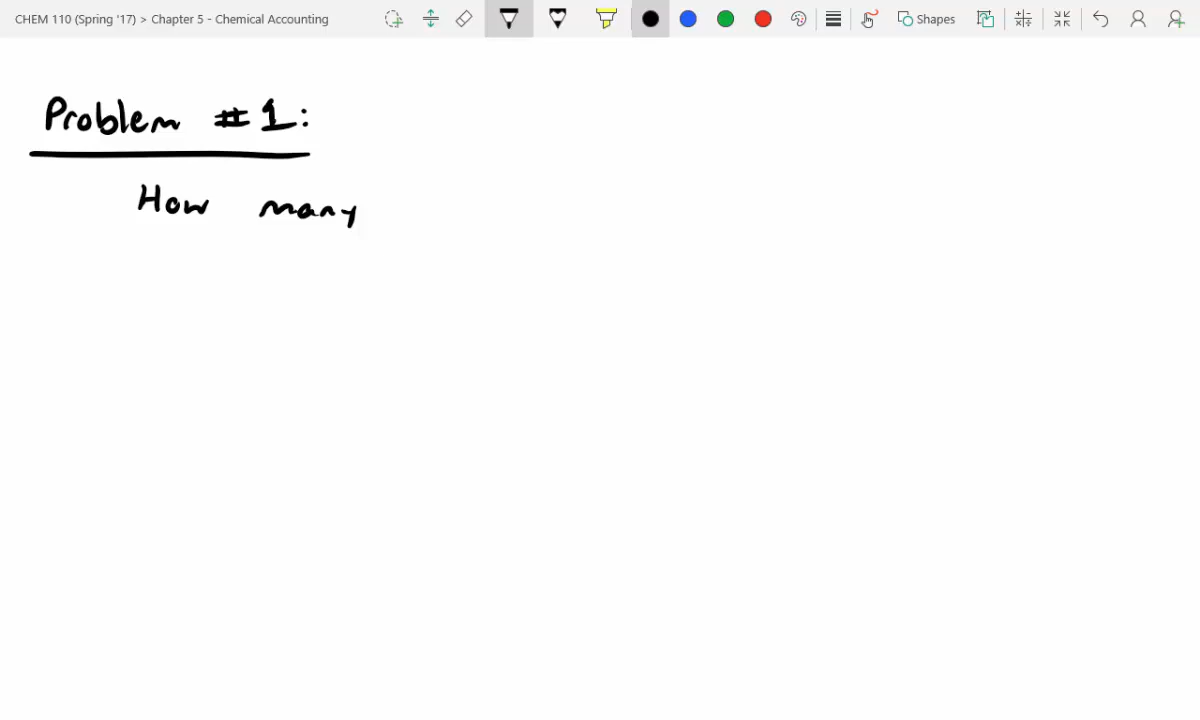 CHEM 110 (Spring '17) > Chapter 5 - Chemical Accounting
Shapes
Problem #1:
How many